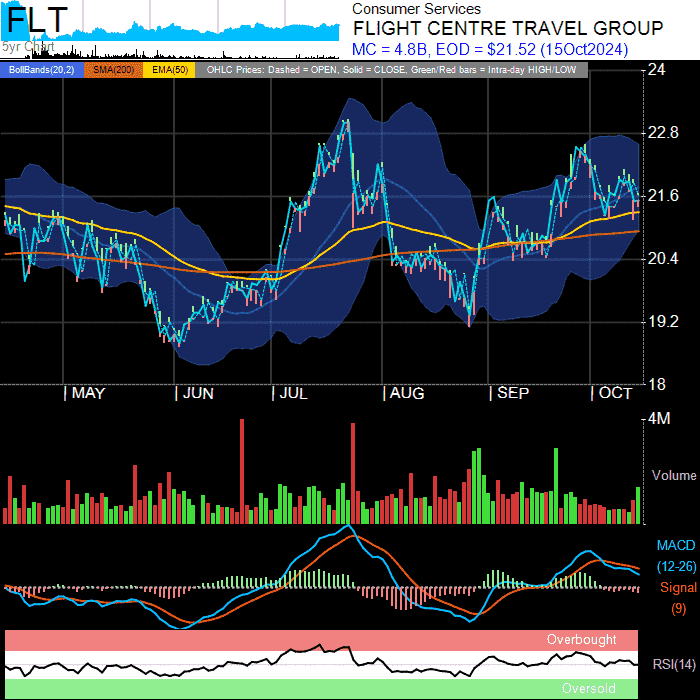 FLT
5yr Chart
Consumer Services
FLIGHT CENTRE TRAVEL GROUP
MC = 4.8B, EOD = $21.52 (15Oct2024)
BollBands(20,2) SMA(200) EMA(50) OHLC Prices: Dashed = OPEN, Solid = CLOSE, Green/Red bars = Intra-day HIGH/LOW
24
22.8
21.6
20.4
19.2
18
| MAY | JUN | JUL | AUG | SEP | OCT
4M
Volume
MACD
(12-26)
Signal
(9)
Overbought
RSI(14)
Oversold